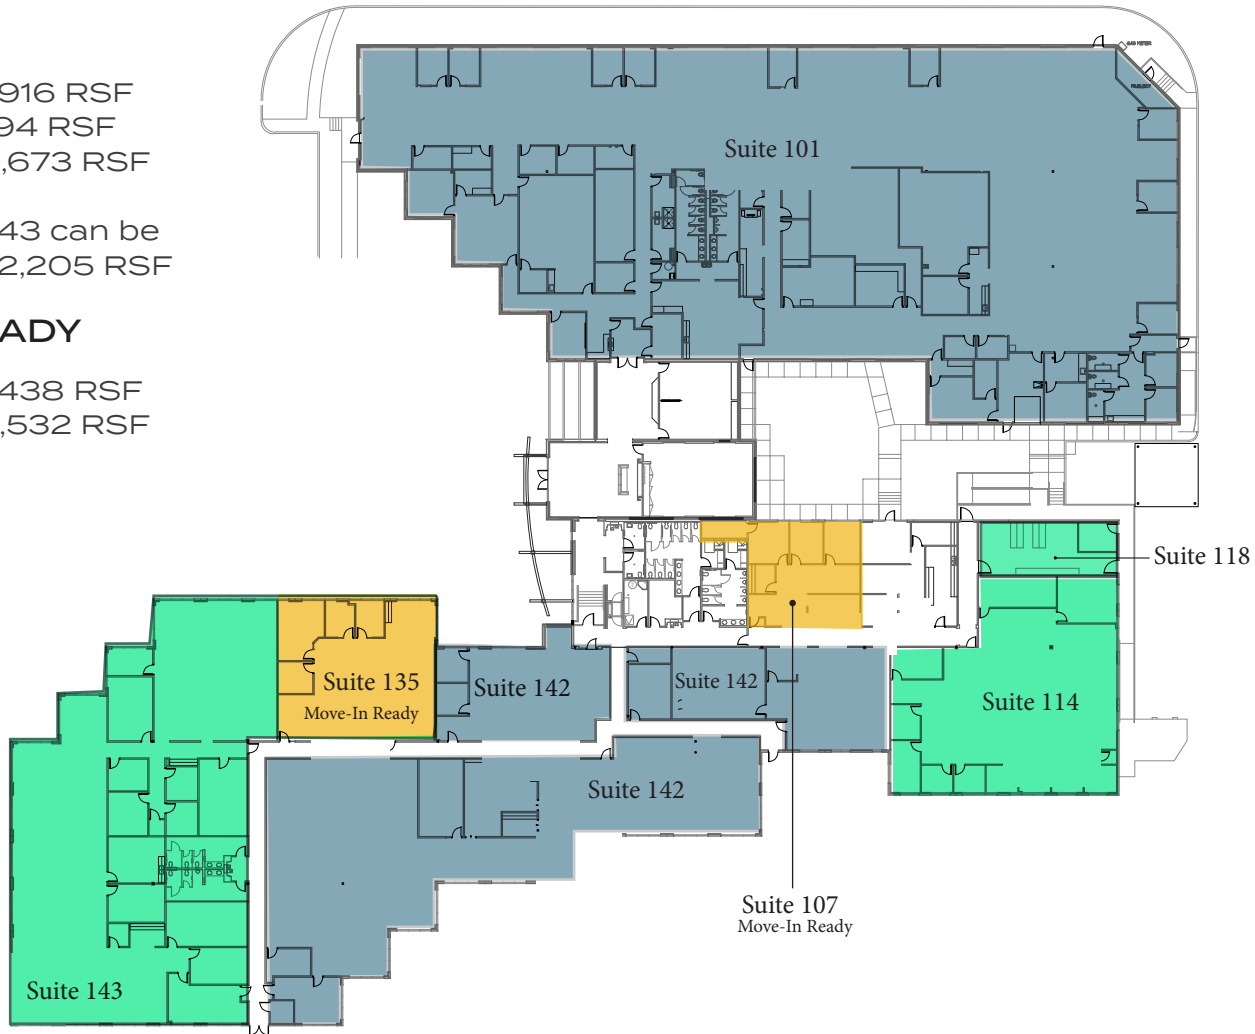 916 RSF
94 RSF
,673 RSF
43 can be
2,205 RSF
ADY
438 RSF
,532 RSF
Suite 101
GAS METER
Suite 118
Suite 135
Move-In Ready
Suite 142
Suite 142
Suite 114
Suite 142
Suite 107
Move-In Ready
Suite 143